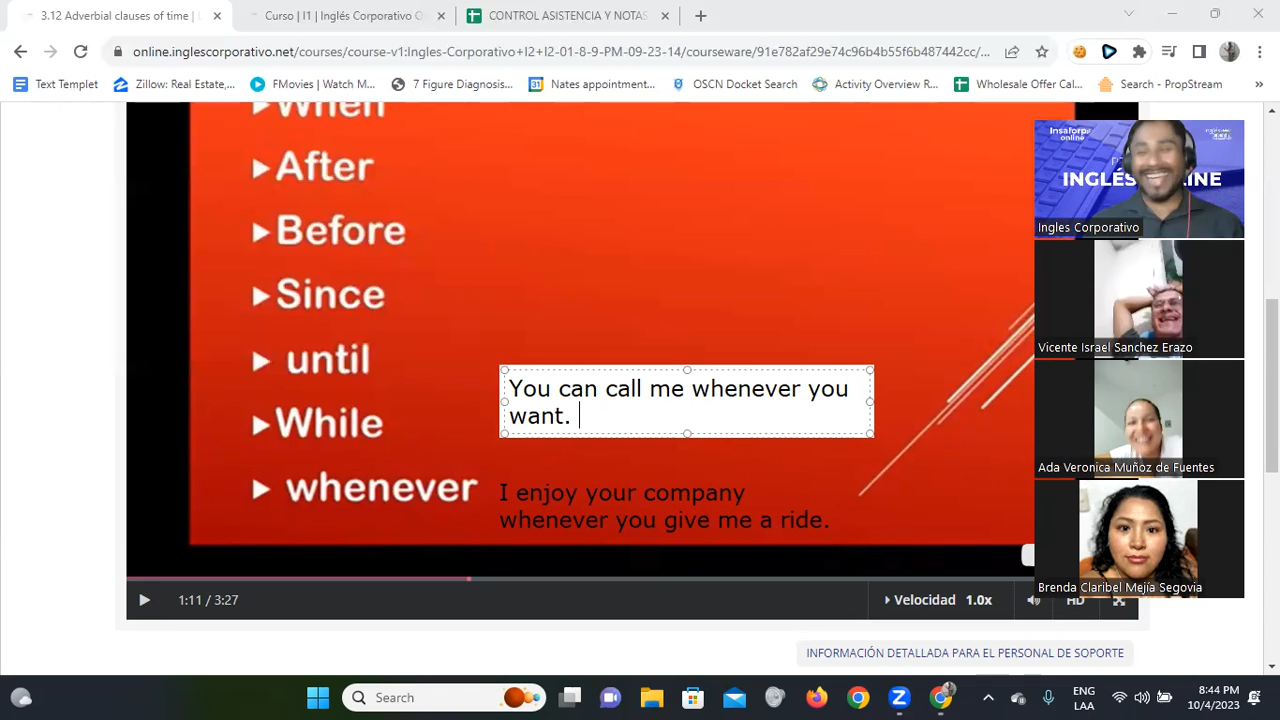 3.12 Adverbial clauses of time |
Curso | I1 | Inglés Corporativo O
CONTROL ASISTENCIA Y NOTAS
online.inglescorporativo.net/courses/course-v1:Ingles-Corporativo+I2+I2-01-8-9-PM-09-23-14/courseware/91e782af29e74c96b4b55f6b487442cc/...
Text Templet
Zillow: Real Estate,...
FMovies | Watch M...
7 Figure Diagnosis...
31
Nates appointment...
OSCN Docket Search
Activity Overview R...
Wholesale Offer Cal...
Search - PropStream
»
When
After
Before
Since
until
While
whenever
You can call me whenever you
want.
I enjoy your company
whenever you give me a ride.
Insaforp
online
INGLÉS ONLINE
Ingles Corporativo
Vicente Israel Sanchez Erazo
Ada Veronica Muñoz de Fuentes
Brenda Claribel Mejía Segovia
1:11 / 3:27
Velocidad 1.0x
HD
INFORMACIÓN DETALLADA PARA EL PERSONAL DE SOPORTE
Search
ENG
LAA
8:44 PM
10/4/2023